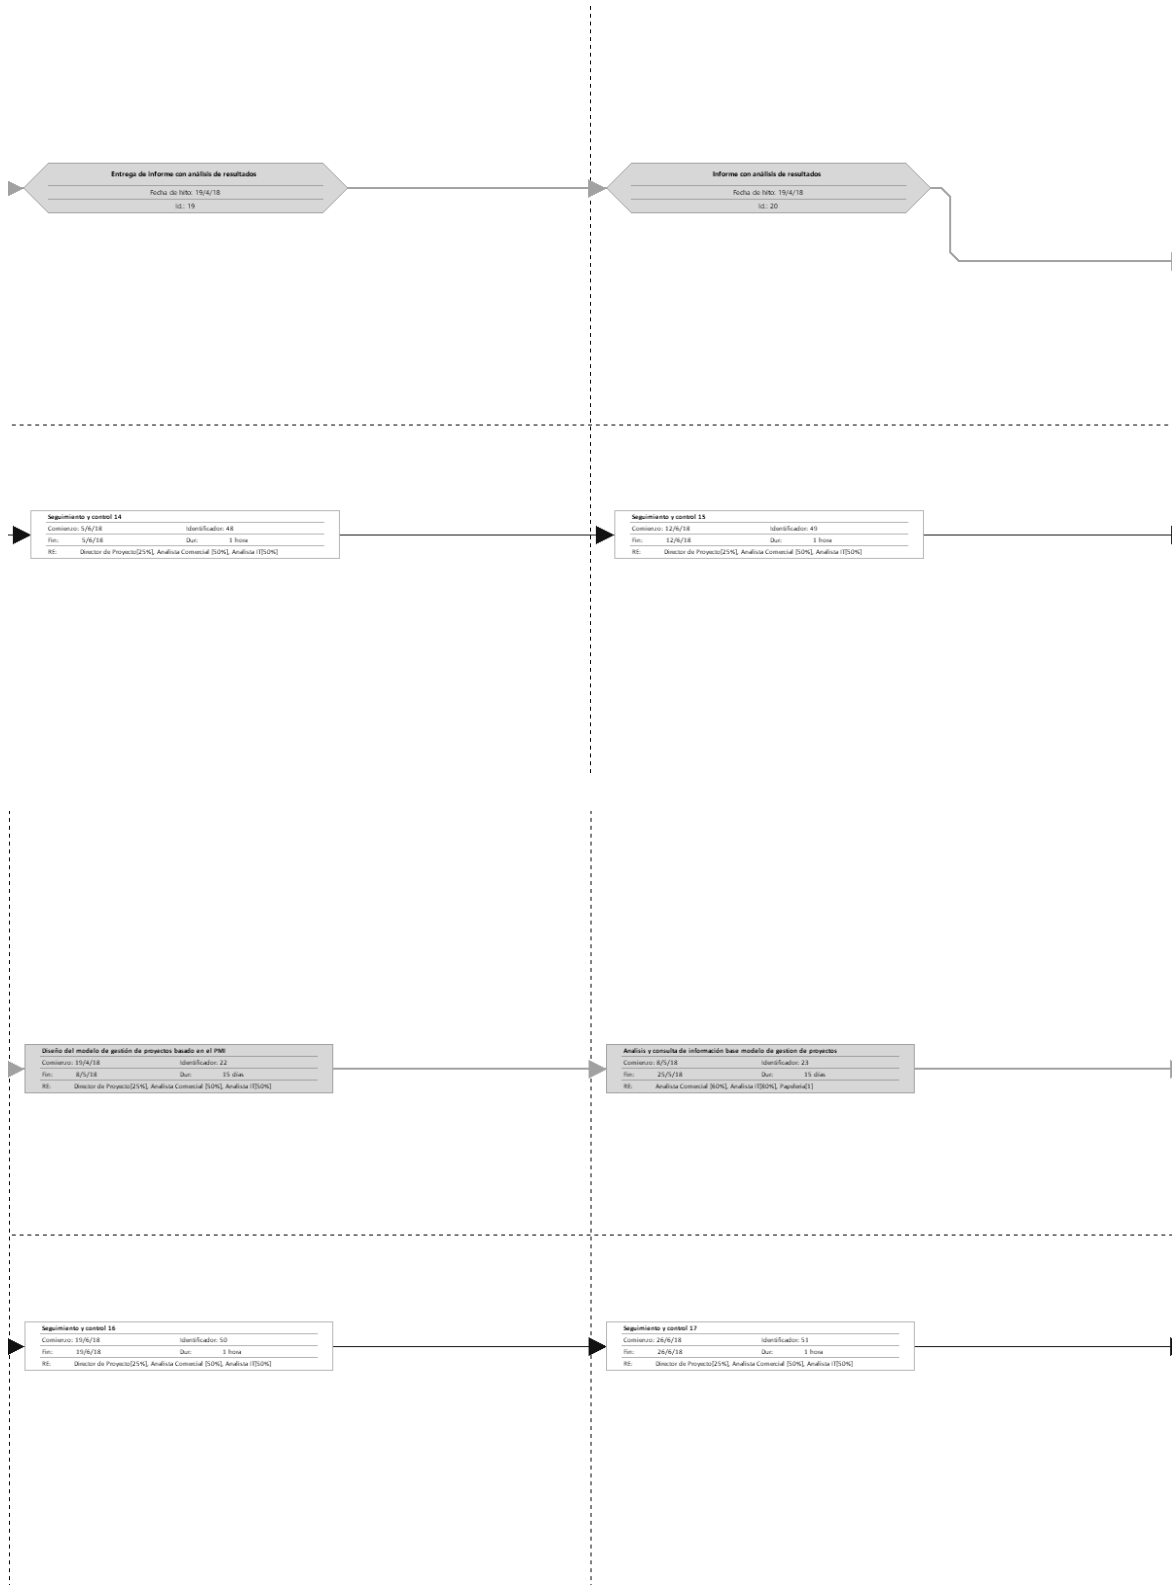 Entrega de informe con análisis de resultados
Fecha de hito: 19/4/18
Id.: 19
Informe con análisis de resultados
Fecha de hito: 19/4/18
Id.: 20
Seguimiento y control 14
Comienzo: 5/6/18 Identificador: 48
Fin: 5/6/18 Dur: 1 hora
RE: Director de Proyecto[25%], Analista Comercial [50%], Analista IT[50%]
Seguimiento y control 15
Comienzo: 12/6/18 Identificador: 49
Fin: 12/6/18 Dur: 1 hora
RE: Director de Proyecto[25%], Analista Comercial [50%], Analista IT[50%]
Diseño del modelo de gestión de proyectos basado en el PMI
Comienzo: 19/4/18 Identificador: 22
Fin: 8/5/18 Dur: 15 días
RE: Director de Proyecto[25%], Analista Comercial [50%], Analista IT[50%]
Analisis y consulta de información base modelo de gestion de proyectos
Comienzo: 8/5/18 Identificador: 23
Fin: 25/5/18 Dur: 15 días
RE: Analista Comercial [60%], Analista IT[80%], Papeleria[1]
Seguimiento y control 16
Comienzo: 19/6/18 Identificador: 50
Fin: 19/6/18 Dur: 1 hora
RE: Director de Proyecto[25%], Analista Comercial [50%], Analista IT[50%]
Seguimiento y control 17
Comienzo: 26/6/18 Identificador: 51
Fin: 26/6/18 Dur: 1 hora
RE: Director de Proyecto[25%], Analista Comercial [50%], Analista IT[50%]